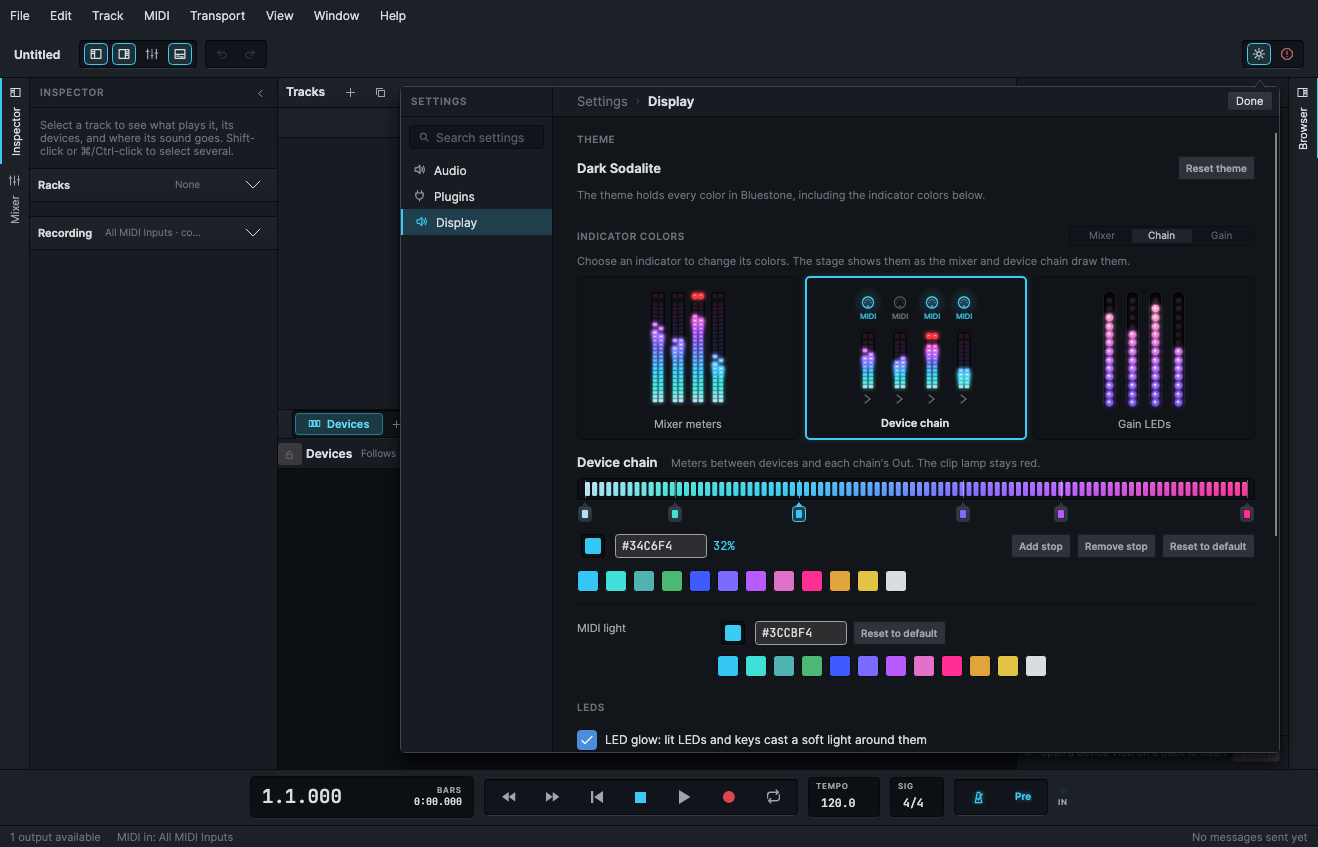 File Edit Track MIDI Transport View Window Help
Untitled
Inspector
Mixer
INSPECTOR
Select a track to see what plays it, its
devices, and where its sound goes. Shift-
click or ⌘/Ctrl-click to select several.
Racks None
Recording All MIDI Inputs · co...
Tracks
Devices
Devices Follows
SETTINGS
Search settings
Audio
Plugins
Display
Settings › Display
Done
THEME
Dark Sodalite
Reset theme
The theme holds every color in Bluestone, including the indicator colors below.
INDICATOR COLORS
Mixer Chain Gain
Choose an indicator to change its colors. The stage shows them as the mixer and device chain draw them.
MIDI MIDI MIDI MIDI
Mixer meters
Device chain
Gain LEDs
Device chain Meters between devices and each chain's Out. The clip lamp stays red.
#34C6F4 32%
Add stop Remove stop Reset to default
MIDI light
#3CCBF4
Reset to default
LEDS
LED glow: lit LEDs and keys cast a soft light around them
Browser
1.1.000
BARS
0:00.000
TEMPO
120.0
SIG
4/4
Pre
IN
1 output available MIDI in: All MIDI Inputs
No messages sent yet